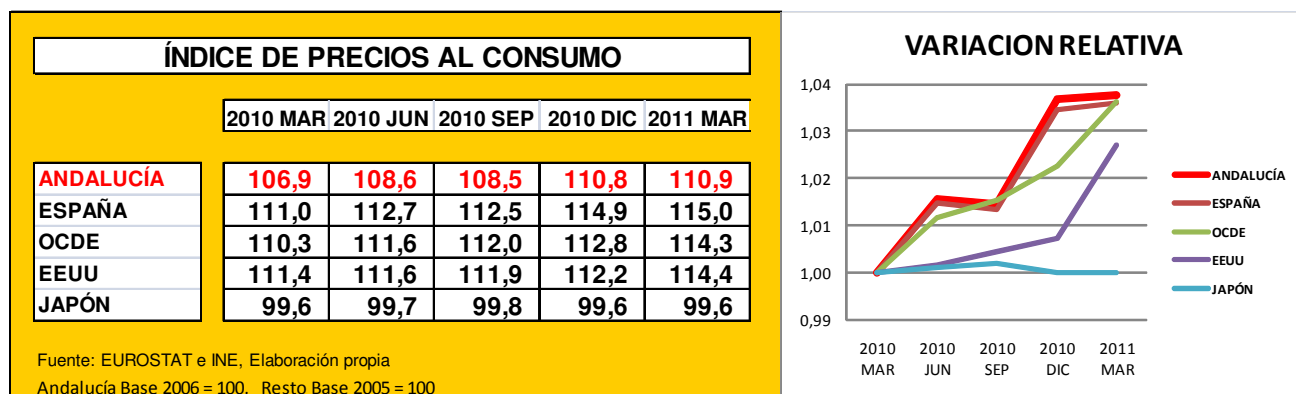 ÍNDICE DE PRECIOS AL CONSUMO
2010 MAR 2010 JUN 2010 SEP 2010 DIC 2011 MAR
ANDALUCÍA 106,9 108,6 108,5 110,8 110,9
ESPAÑA 111,0 112,7 112,5 114,9 115,0
OCDE 110,3 111,6 112,0 112,8 114,3
EEUU 111,4 111,6 111,9 112,2 114,4
JAPÓN 99,6 99,7 99,8 99,6 99,6
Fuente: EUROSTAT e INE, Elaboración propia
Andalucía Base 2006 = 100. Resto Base 2005 = 100
VARIACION RELATIVA
1,04
1,03
1,02
1,01
1,00
0,99
2010 2010 2010 2010 2011
MAR JUN SEP DIC MAR
ANDALUCÍA
ESPAÑA
OCDE
EEUU
JAPÓN